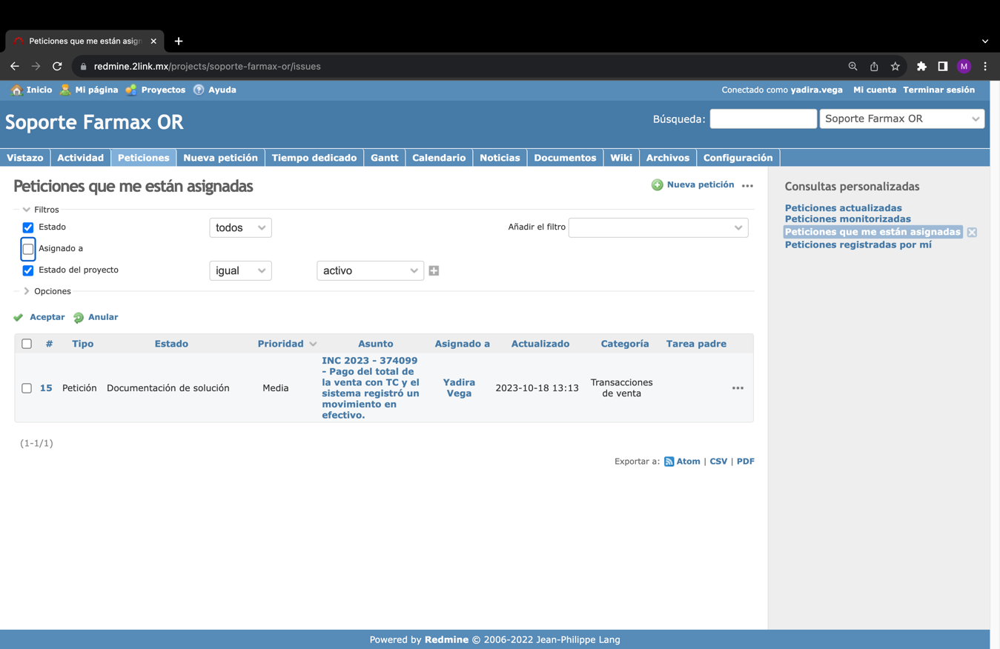 Peticiones que me están asign
redmine.2link.mx/projects/soporte-farmax-or/issues
M
Inicio Mi página Proyectos Ayuda
Conectado como yadira.vega Mi cuenta Terminar sesión
Soporte Farmax OR
Búsqueda: Soporte Farmax OR
Vistazo Actividad Peticiones Nueva petición Tiempo dedicado Gantt Calendario Noticias Documentos Wiki Archivos Configuración
Peticiones que me están asignadas
Nueva petición
Filtros
Estado todos Añadir el filtro
Asignado a
Estado del proyecto igual activo
Opciones
Aceptar Anular
# Tipo Estado Prioridad Asunto Asignado a Actualizado Categoría Tarea padre
15 Petición Documentación de solución Media
INC 2023 - 374099
- Pago del total de
la venta con TC y el
sistema registró un
movimiento en
efectivo.
Yadira
Vega
2023-10-18 13:13
Transacciones
de venta
(1-1/1)
Exportar a: Atom | CSV | PDF
Consultas personalizadas
Peticiones actualizadas
Peticiones monitorizadas
Peticiones que me están asignadas
Peticiones registradas por mí
Powered by Redmine © 2006-2022 Jean-Philippe Lang